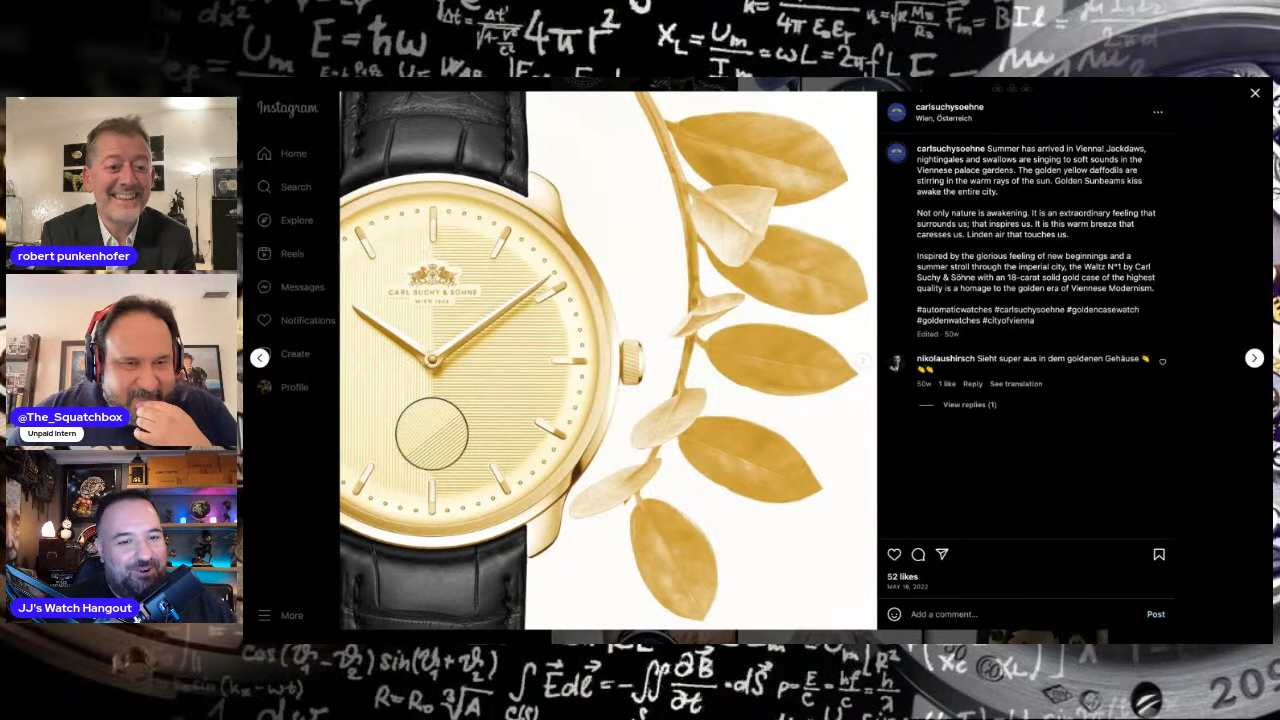 E=ħω
4πr²
robert punkenhofer
@The_Squatchbox
Unpaid Intern
JJ's Watch Hangout
Instagram
Home
Search
Explore
Reels
Messages
Notifications
Create
Profile
More
CARL SUCHY & SÖHNE
WIEN 1822
carlsuchysoehne
Wien, Österreich
carlsuchysoehne Summer has arrived in Vienna! Jackdaws,
nightingales and swallows are singing to soft sounds in the
Viennese palace gardens. The golden yellow daffodils are
stirring in the warm rays of the sun. Golden Sunbeams kiss
awake the entire city.
Not only nature is awakening. It is an extraordinary feeling that
surrounds us; that inspires us. It is this warm breeze that
caresses us. Linden air that touches us.
Inspired by the glorious feeling of new beginnings and a
summer stroll through the imperial city, the Waltz N°1 by Carl
Suchy & Söhne with an 18-carat solid gold case of the highest
quality is a homage to the golden era of Viennese Modernism.
#automaticwatches #carlsuchysoehne #goldencasewatch
#goldenwatches #cityofvienna
Edited · 50w
nikolaushirsch Sieht super aus in dem goldenen Gehäuse 👏
👏👏
50w 1 like Reply See translation
View replies (1)
52 likes
MAY 16, 2022
Add a comment... Post